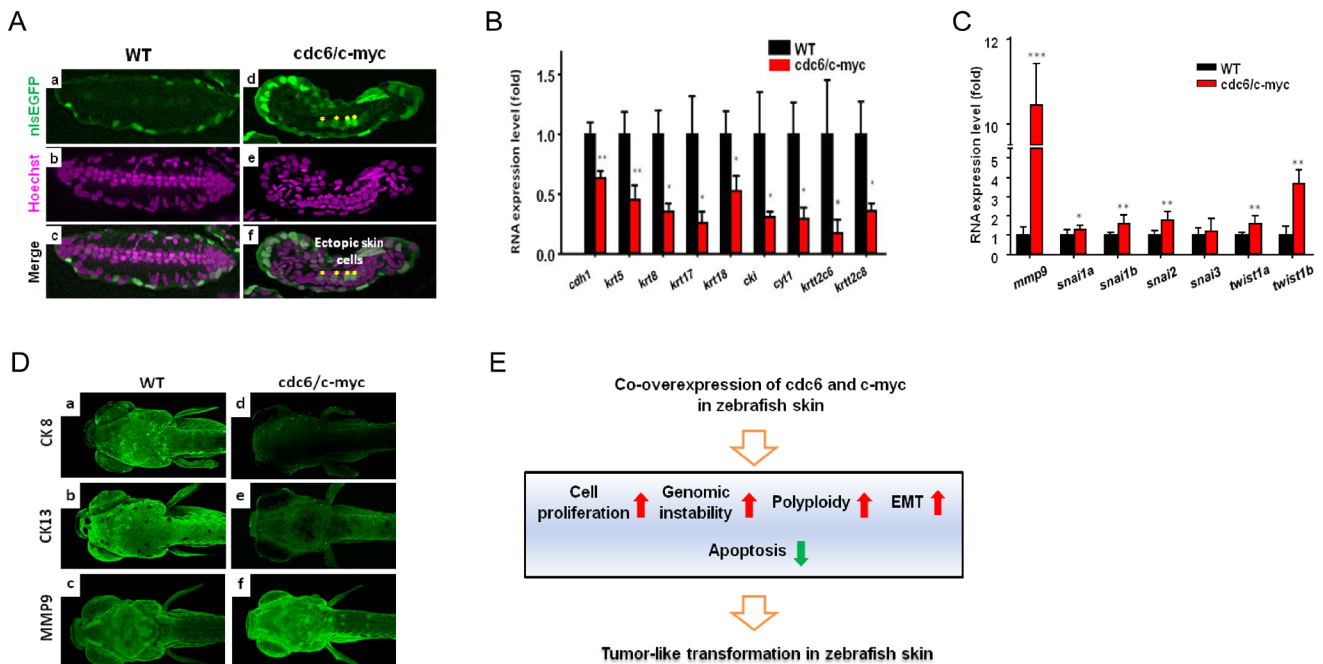 A
WT
cdc6/c-myc
nlsEGFP
a
d
* * **
Hoechst
b
e
Merge
c
f
Ectopic skin
cells
* * **
B
WT
cdc6/c-myc
RNA expression level (fold)
1.5
1.0
0.5
0.0
** ** * * * * * * *
cdh1 krt5 krt8 krt17 krt18 cki cyt1 krtt2c6 krtt2c8
C
WT
cdc6/c-myc
RNA expression level (fold)
12
10
6
4
2
1
0
*** * ** ** ** **
mmp9 snai1a snai1b snai2 snai3 twist1a twist1b
D
WT
cdc6/c-myc
CK8
a
d
CK13
b
e
MMP9
c
f
E
Co-overexpression of cdc6 and c-myc
in zebrafish skin
Cell
proliferation
Genomic
instability
Polyploidy
EMT
Apoptosis
Tumor-like transformation in zebrafish skin